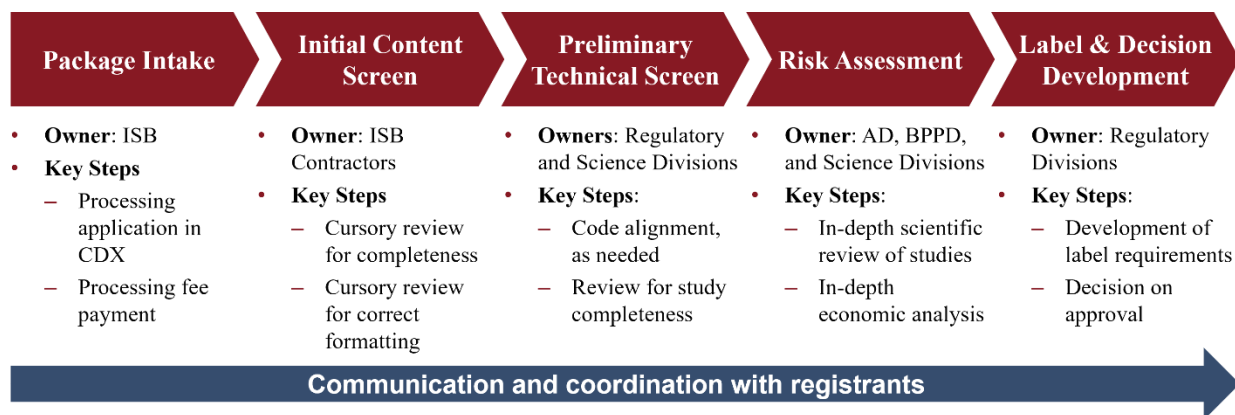 Package Intake
• Owner: ISB
• Key Steps
– Processing
application in
CDX
– Processing fee
payment
Initial Content
Screen
• Owner: ISB
Contractors
• Key Steps
– Cursory review
for completeness
– Cursory review
for correct
formatting
Preliminary
Technical Screen
• Owners: Regulatory
and Science Divisions
• Key Steps:
– Code alignment,
as needed
– Review for study
completeness
Risk Assessment
• Owner: AD, BPPD,
and Science Divisions
• Key Steps:
– In-depth scientific
review of studies
– In-depth
economic analysis
Label & Decision
Development
• Owner: Regulatory
Divisions
• Key Steps:
– Development of
label requirements
– Decision on
approval
Communication and coordination with registrants